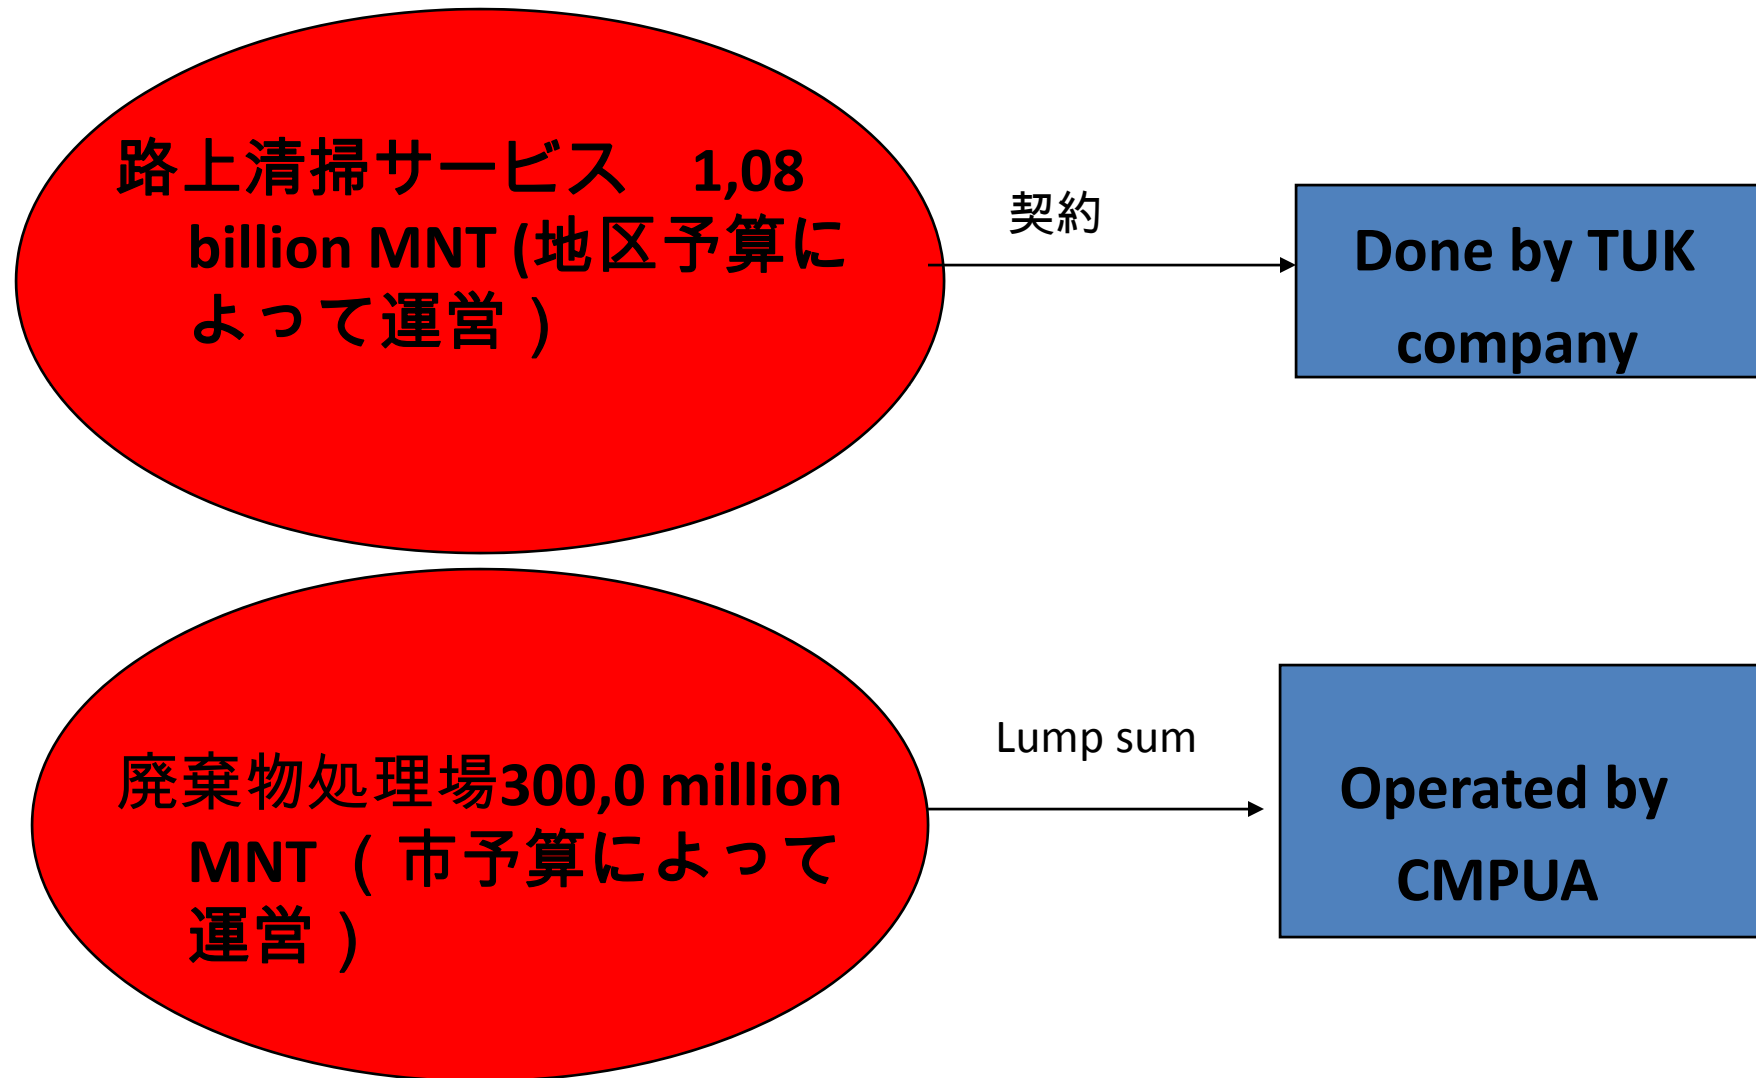 路上清掃サービス　1,08
billion MNT (地区予算に
よって運営 )
契約
Done by TUK
company
廃棄物処理場300,0 million
MNT （ 市予算によって
運営 )
Lump sum
Operated by
CMPUA